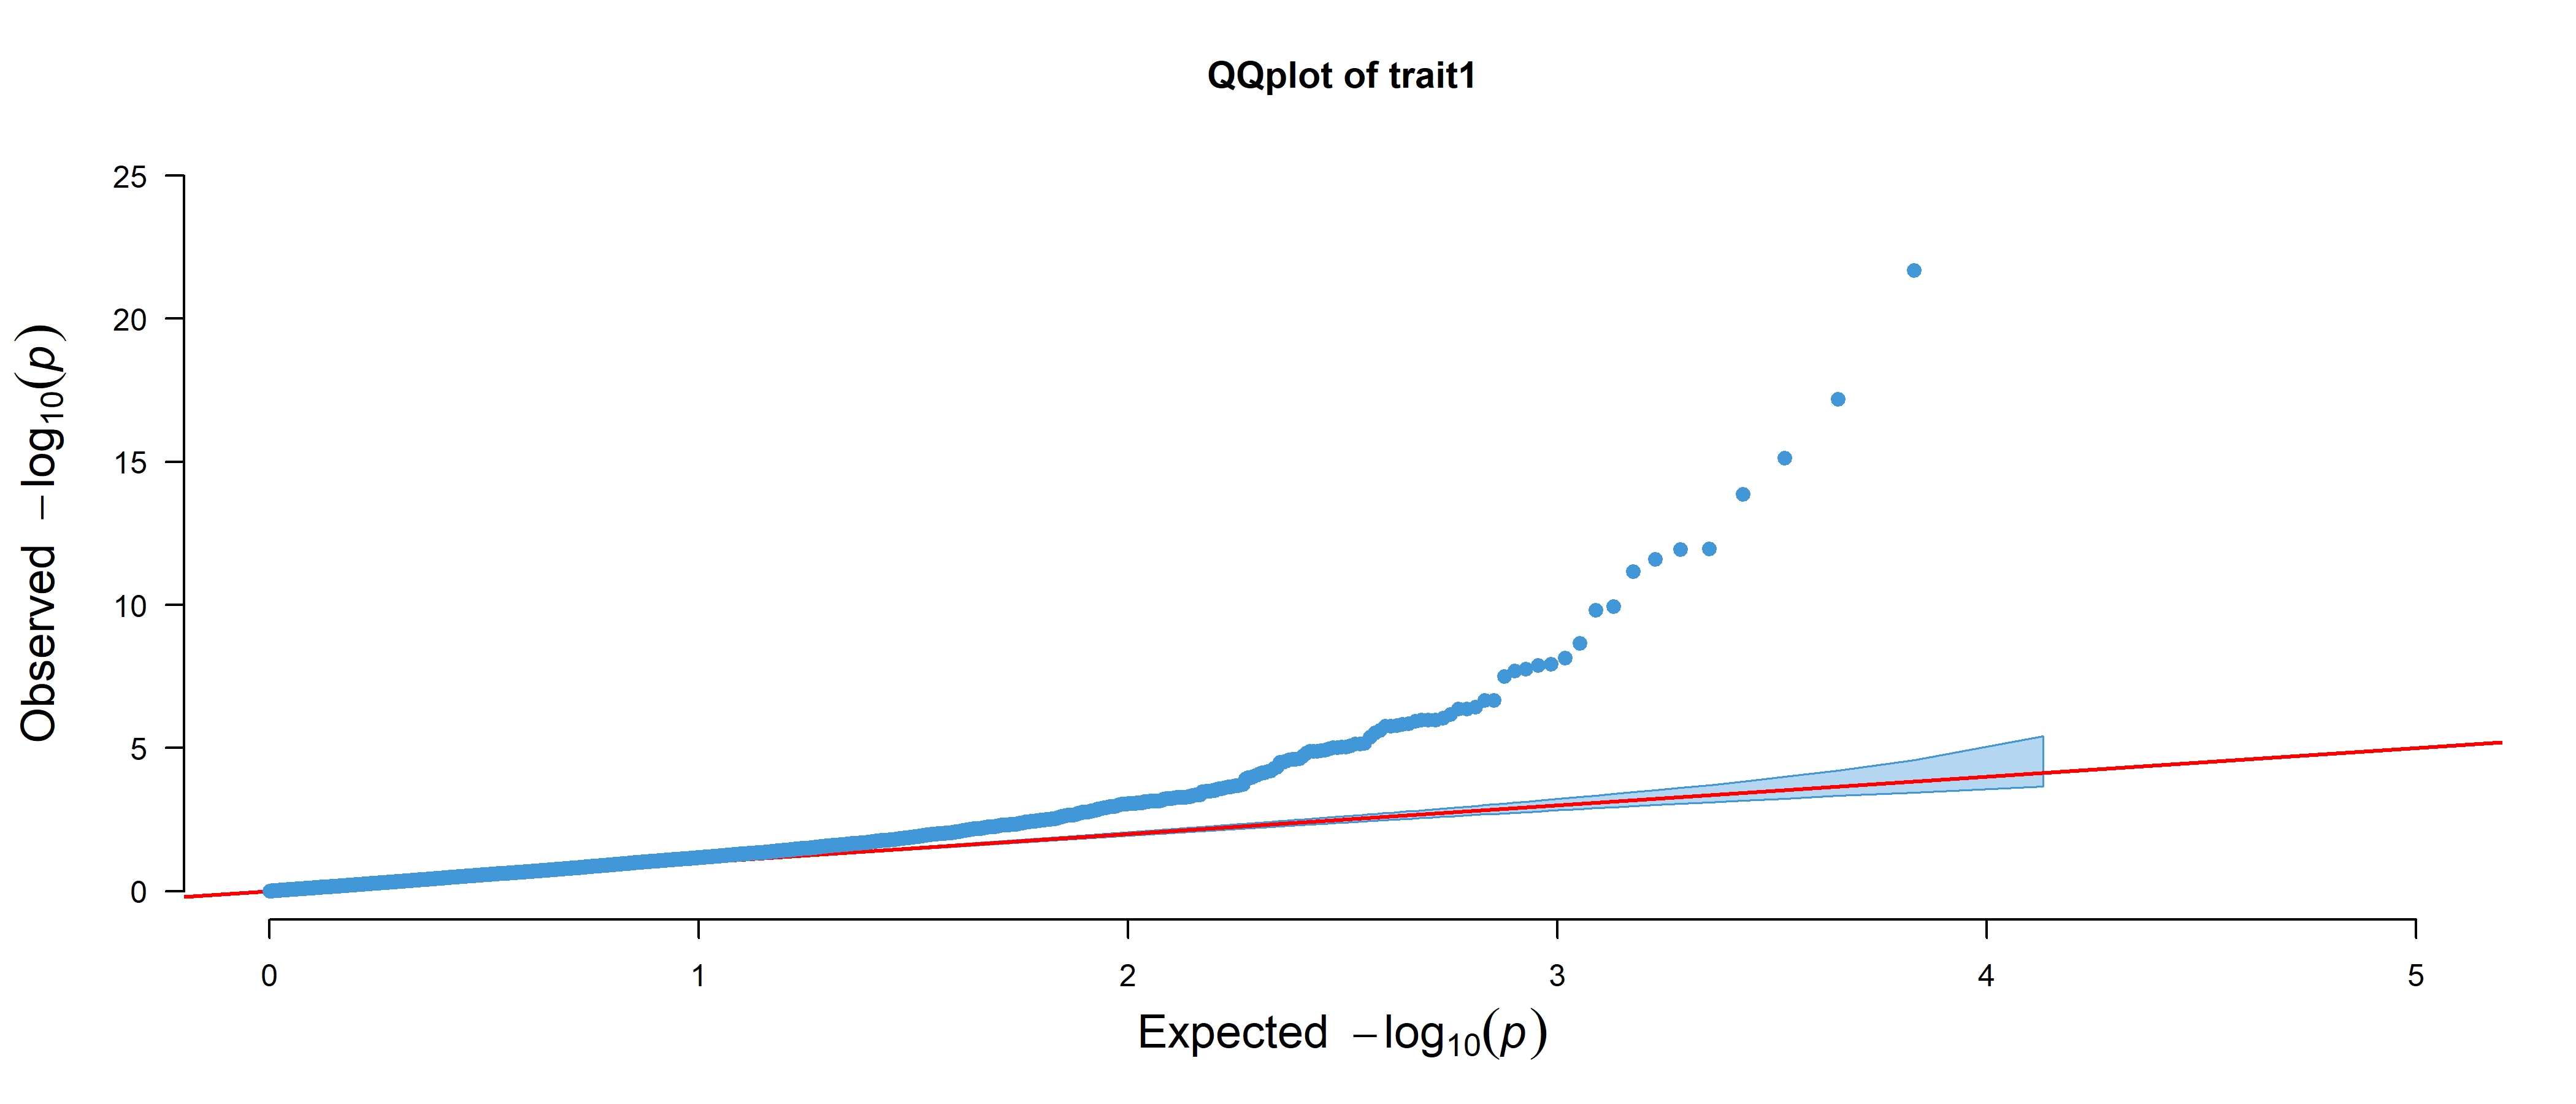 QQplot of trait1
25
20
15
10
5
0
Observed −log₁₀(p)
0 1 2 3 4 5
Expected −log₁₀(p)